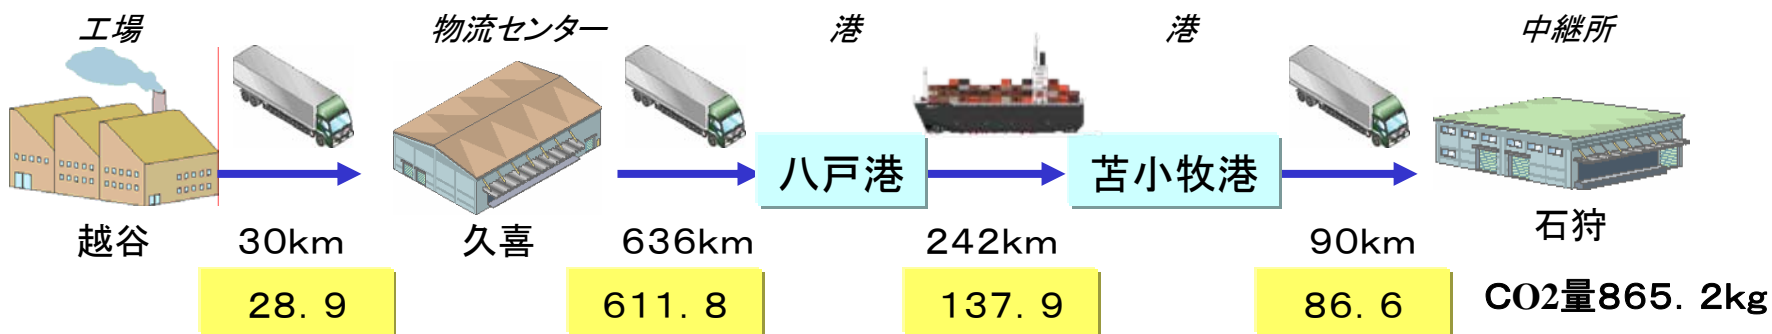 工場
物流センター
港
港
中継所
八戸港
苫小牧港
越谷
30km
久喜
636km
242km
90km
石狩
28．9
611．8
137．9
86．6
CO2量865．2kg